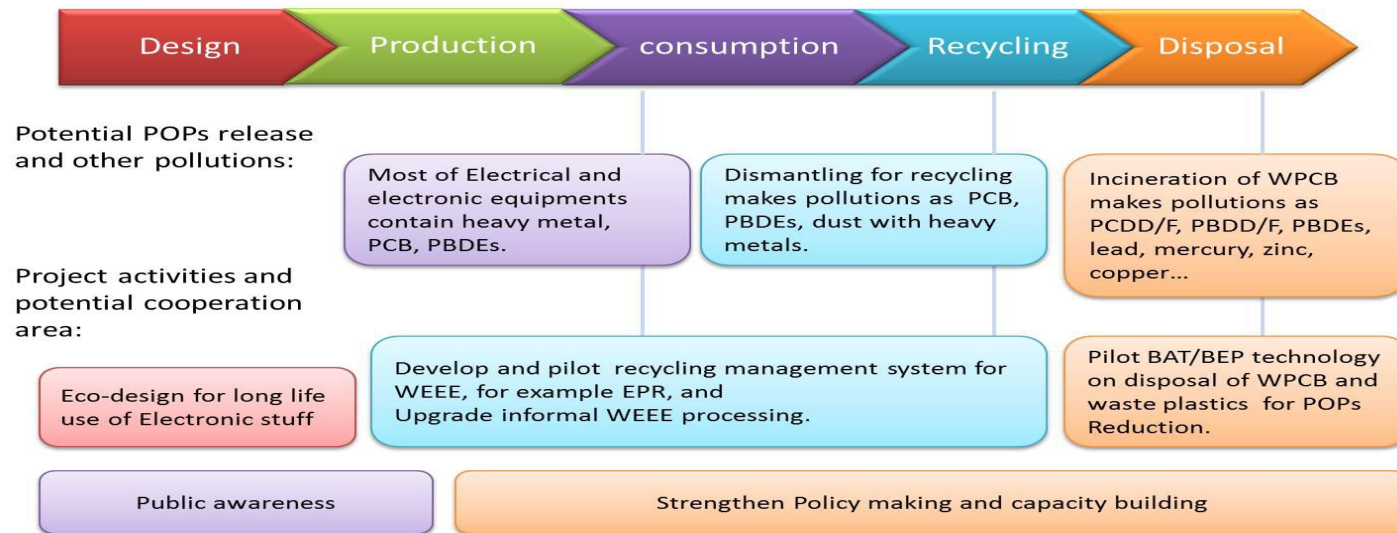 Design
Production
consumption
Recycling
Disposal
Potential POPs release
and other pollutions:
Most of Electrical and
electronic equipments
contain heavy metal,
PCB, PBDEs.
Dismantling for recycling
makes pollutions as PCB,
PBDEs, dust with heavy
metals.
Incineration of WPCB
makes pollutions as
PCDD/F, PBDD/F, PBDEs,
lead, mercury, zinc,
copper...
Project activities and
potential cooperation
area:
Eco-design for long life
use of Electronic stuff
Develop and pilot recycling management system for
WEEE, for example EPR, and
Upgrade informal WEEE processing.
Pilot BAT/BEP technology
on disposal of WPCB and
waste plastics for POPs
Reduction.
Public awareness
Strengthen Policy making and capacity building